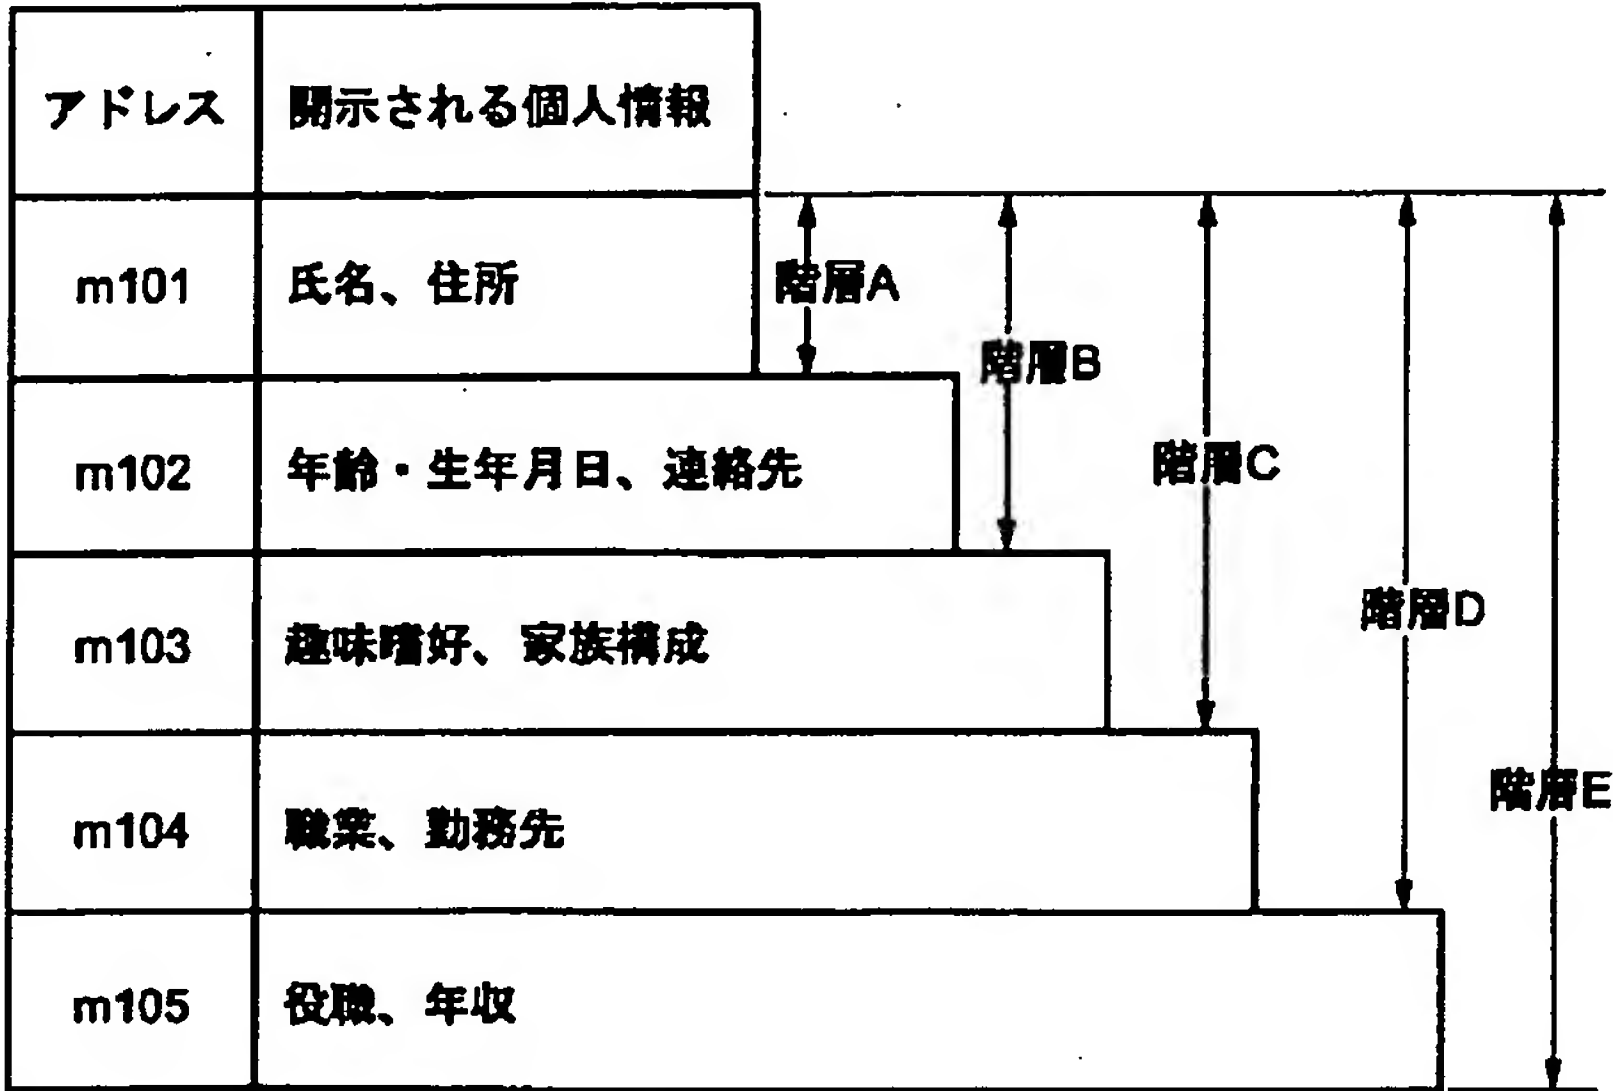 アドレス 開示される個人情報
m101 氏名、住所 階層A
階層B
m102 年齢・生年月日、連絡先 階層C
m103 趣味嗜好、家族構成 階層D
m104 職業、勤務先 階層E
m105 役職、年収